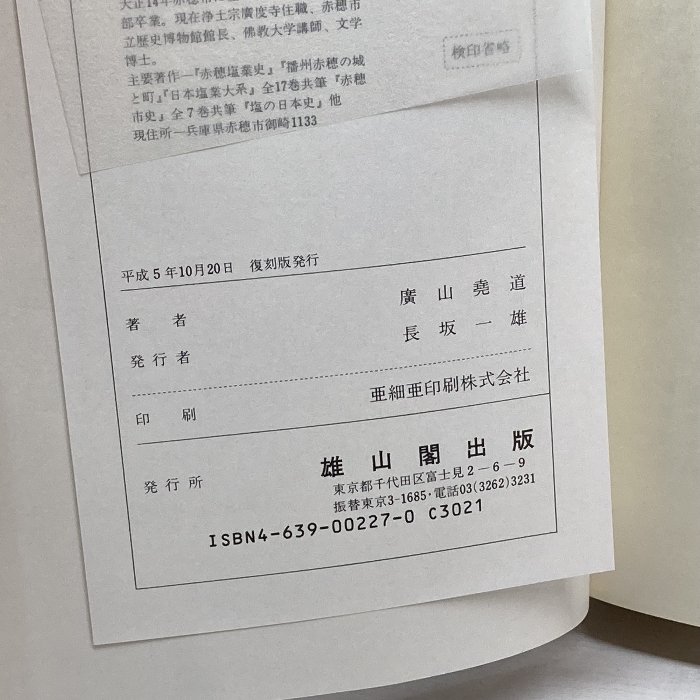 大正14年赤穂市に
部卒業。現在浄土宗廣度寺住職、赤穂市
立歴史博物館館長、佛教大学講師、文学
博士。
主要著作―『赤穂塩業史』『播州赤穂の城
と町』『日本塩業大系』全17巻共筆『赤穂
市史』全7巻共筆『塩の日本史』他
現住所―兵庫県赤穂市御崎1133
検印省略
平成5年10月20日 復刻版発行
著者 廣山堯道
発行者 長坂一雄
印刷 亜細亜印刷株式会社
発行所 雄山閣出版
東京都千代田区富士見2-6-9
振替東京3-1685・電話03(3262)3231
ISBN4-639-00227-0 C3021